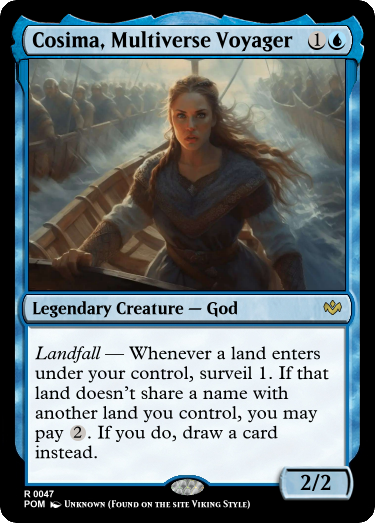 Cosima, Multiverse Voyager 1
Legendary Creature — God
Landfall — Whenever a land enters
under your control, surveil 1. If that
land doesn't share a name with
another land you control, you may
pay 2. If you do, draw a card
instead.
2/2
R 0047
POM Unknown (Found on the site Viking Style)